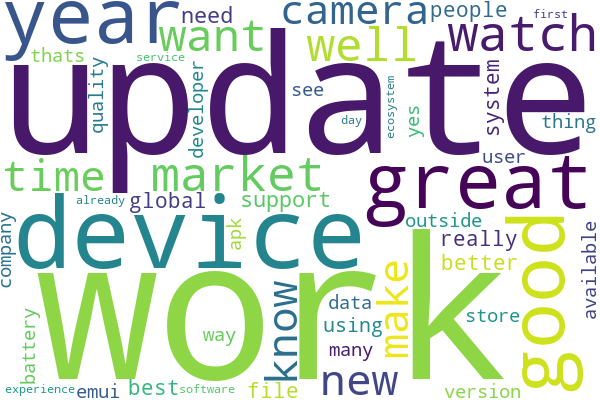 year
want
need
camera
people
first
well
watch
thats
service
update
quality
developer
see
day
ecosystem
yes
system
thing
user
time
market
great
already
global
support
device
company
apk
outside
really
better
good
available
work
know
data
using
many
make
store
way
battery
new
experience
emui
best
software
file
version